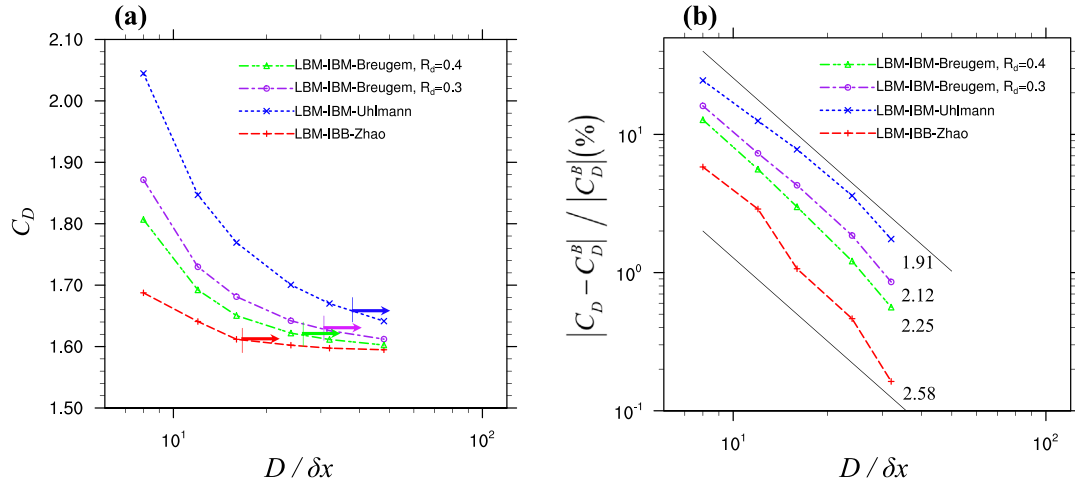 (a)
2.10
2.00
1.90
1.80
1.70
1.60
1.50
C_D
LBM-IBM-Breugem, R_d=0.4
LBM-IBM-Breugem, R_d=0.3
LBM-IBM-Uhlmann
LBM-IBB-Zhao
10^1
10^2
D / δx
(b)
10^1
10^0
10^-1
|C_D − C_D^B| / |C_D^B|(%)
LBM-IBM-Breugem, R_d=0.4
LBM-IBM-Breugem, R_d=0.3
LBM-IBM-Uhlmann
LBM-IBB-Zhao
1.91
2.12
2.25
2.58
10^1
10^2
D / δx